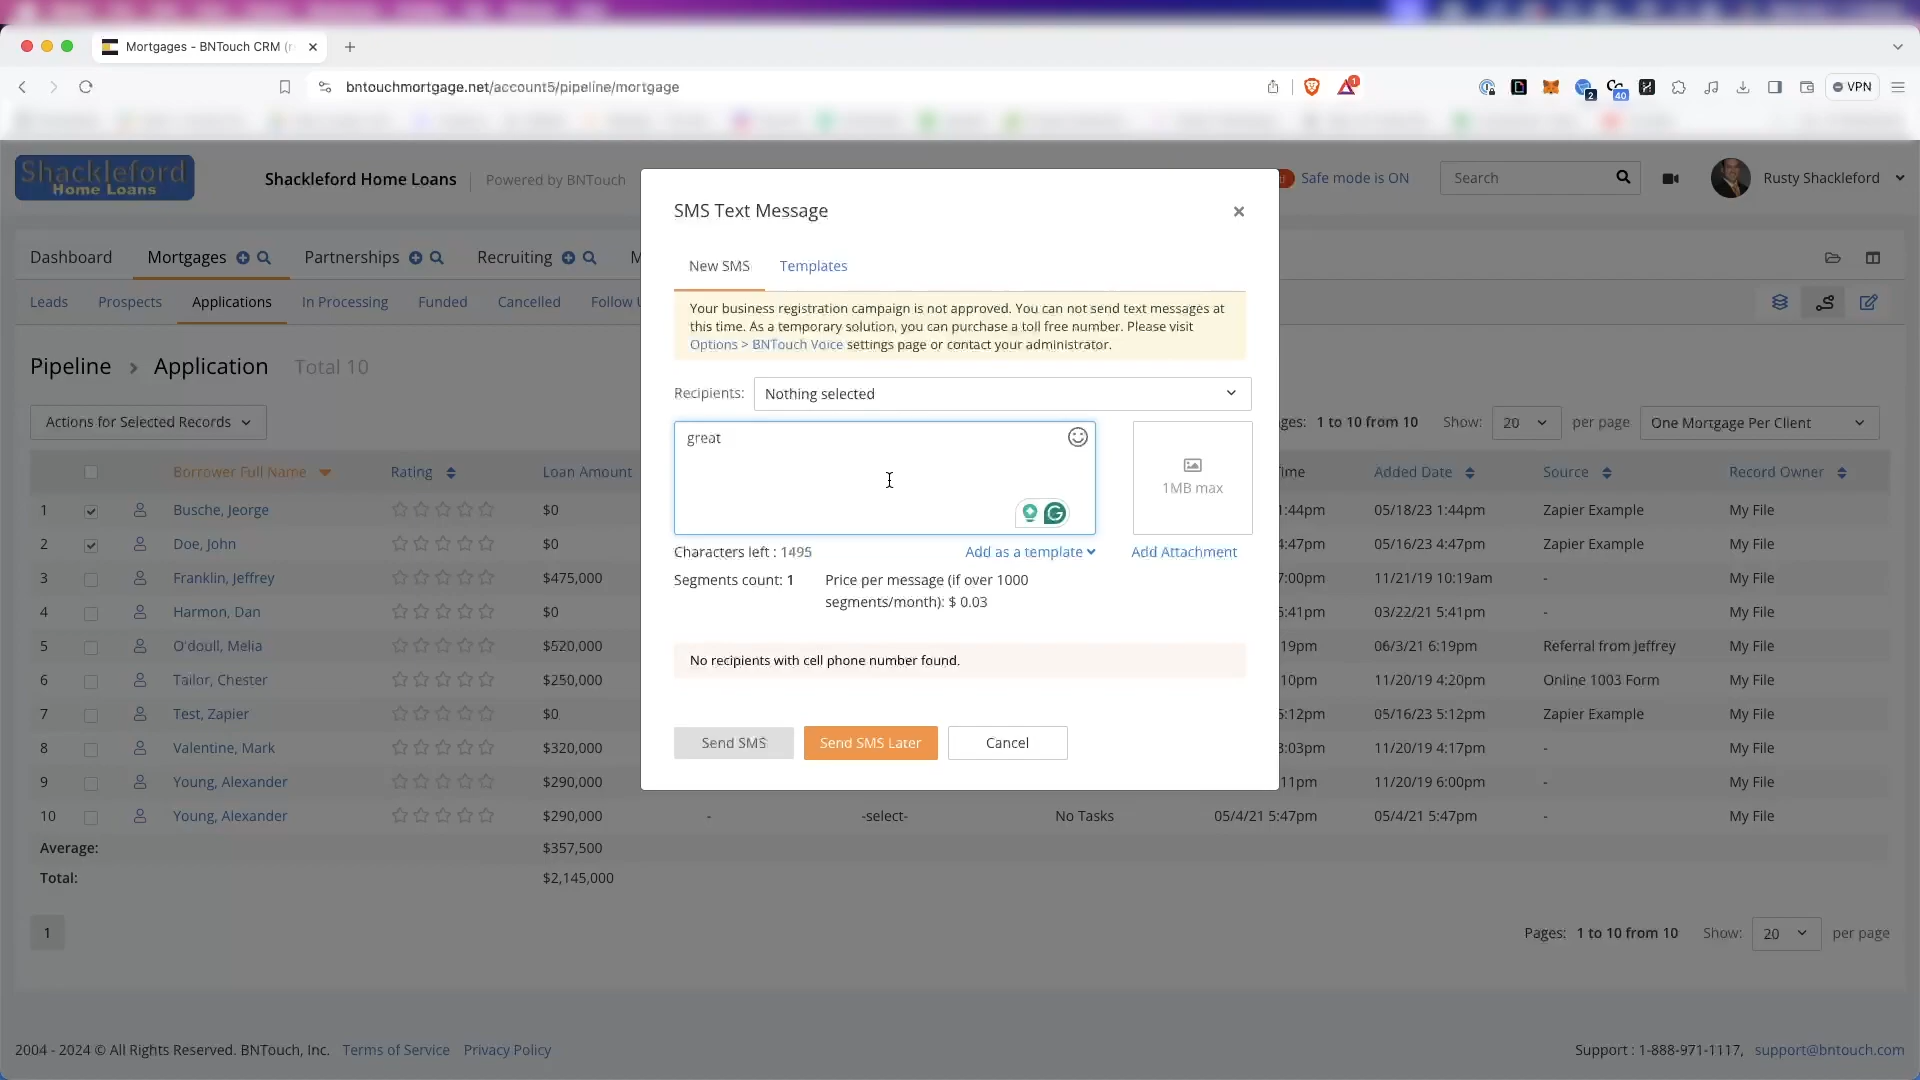 Mortgages - BNTouch CRM (
bntouchmortgage.net/account5/pipeline/mortgage
1
2
40
VPN
Shackleford
Home Loans
Shackleford Home Loans
Powered by BNTouch
Safe mode is ON
Search
Rusty Shackleford
Dashboard
Mortgages
Partnerships
Recruiting
M
Leads
Prospects
Applications
In Processing
Funded
Cancelled
Follow U
Pipeline > Application Total 10
Actions for Selected Records
ges: 1 to 10 from 10
Show: 20 per page
One Mortgage Per Client
Borrower Full Name Rating Loan Amount ime Added Date Source Record Owner
1 Busche, Jeorge $0 1:44pm 05/18/23 1:44pm Zapier Example My File
2 Doe, John $0 4:47pm 05/16/23 4:47pm Zapier Example My File
3 Franklin, Jeffrey $475,000 7:00pm 11/21/19 10:19am - My File
4 Harmon, Dan $0 5:41pm 03/22/21 5:41pm - My File
5 O'doull, Melia $520,000 19pm 06/3/21 6:19pm Referral from Jeffrey My File
6 Tailor, Chester $250,000 10pm 11/20/19 4:20pm Online 1003 Form My File
7 Test, Zapier $0 5:12pm 05/16/23 5:12pm Zapier Example My File
8 Valentine, Mark $320,000 3:03pm 11/20/19 4:17pm - My File
9 Young, Alexander $290,000 11pm 11/20/19 6:00pm - My File
10 Young, Alexander $290,000 - -select- No Tasks 05/4/21 5:47pm 05/4/21 5:47pm - My File
Average: $357,500
Total: $2,145,000
1
Pages: 1 to 10 from 10 Show: 20 per page
SMS Text Message
New SMS
Templates
Your business registration campaign is not approved. You can not send text messages at
this time. As a temporary solution, you can purchase a toll free number. Please visit
Options > BNTouch Voice settings page or contact your administrator.
Recipients: Nothing selected
great
1MB max
Characters left : 1495
Add as a template
Add Attachment
Segments count: 1
Price per message (if over 1000
segments/month): $ 0.03
No recipients with cell phone number found.
Send SMS
Send SMS Later
Cancel
2004 - 2024 © All Rights Reserved. BNTouch, Inc. Terms of Service Privacy Policy
Support : 1-888-971-1117, support@bntouch.com